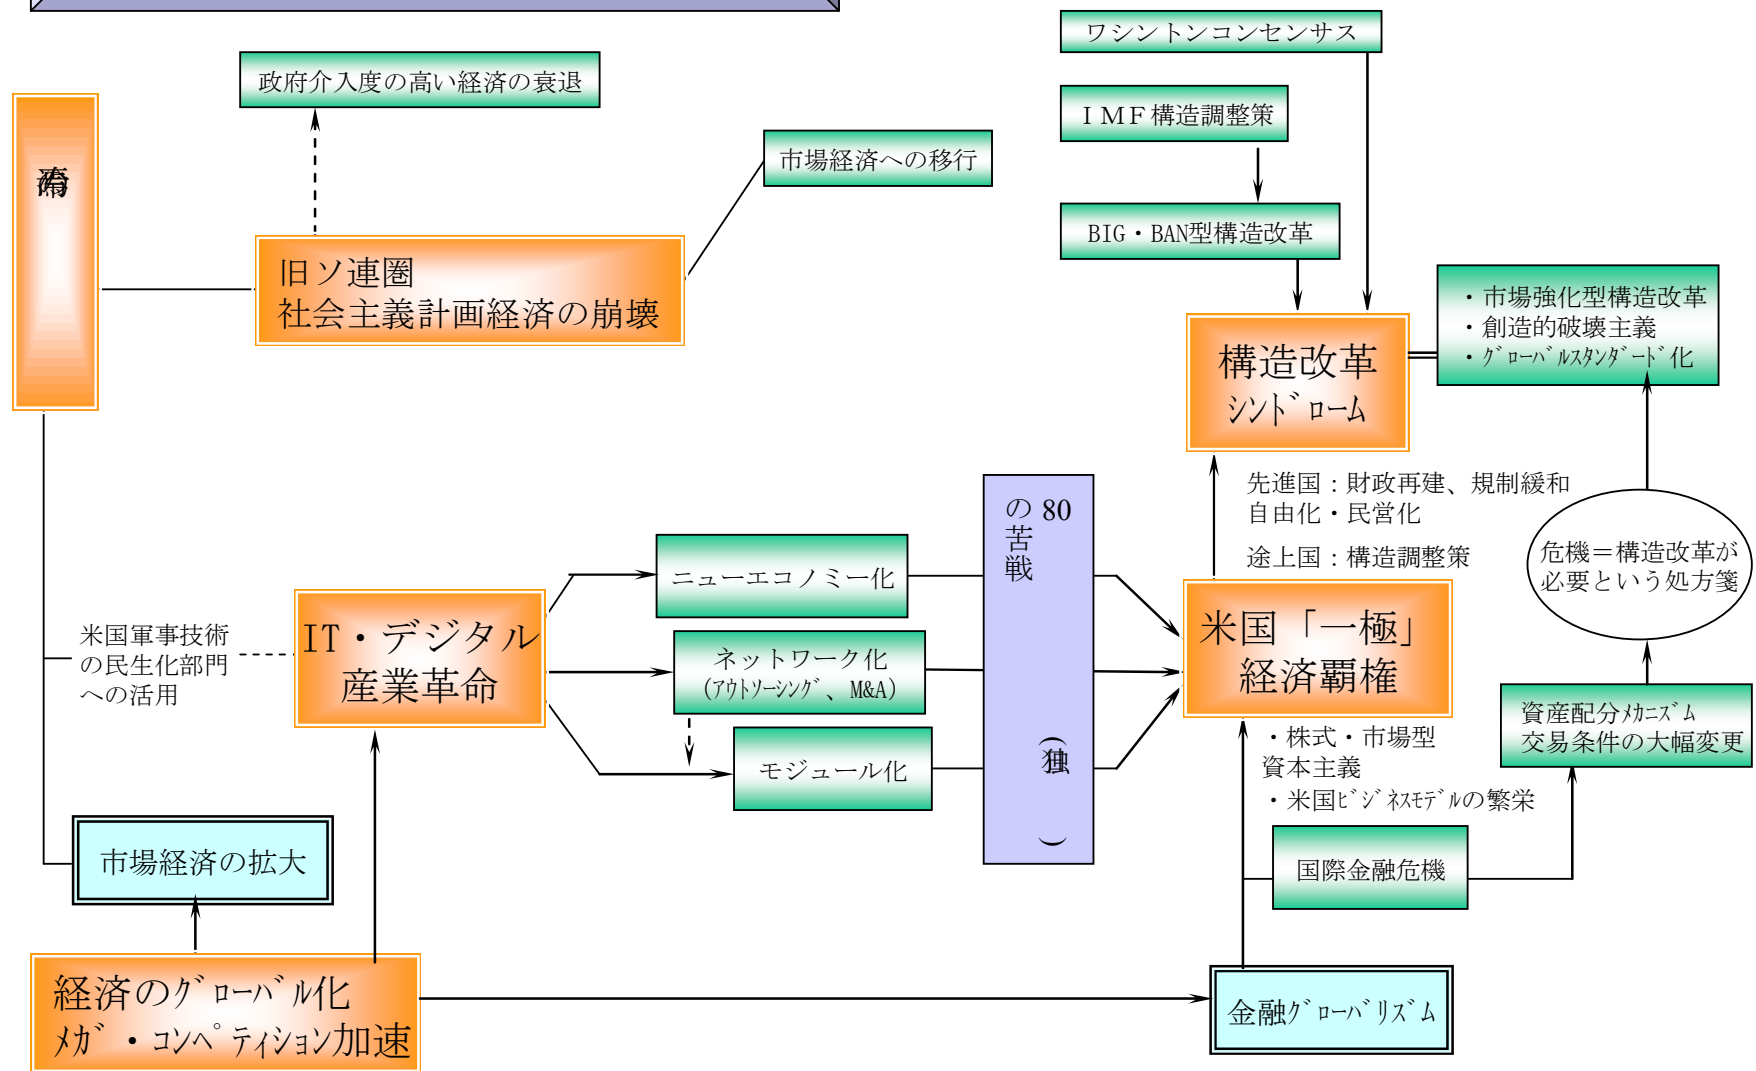 ワシントンコンセンサス
政府介入度の高い経済の衰退
ＩＭＦ構造調整策
市場経済への移行
BIG・BAN型構造改革
旧ソ連圏
社会主義計画経済の崩壊
・市場強化型構造改革
・創造的破壊主義
・ｸﾞﾛｰﾊﾞﾙｽﾀﾝﾀﾞｰﾄﾞ化
構造改革
ｼﾝﾄﾞﾛｰﾑ
先進国：財政再建、規制緩和
自由化・民営化
途上国：構造調整策
危機＝構造改革が
必要という処方箋
80
の苦戦
ニューエコノミー化
米国軍事技術
の民生化部門
への活用
IT・デジタル
産業革命
ネットワーク化
(ｱｳﾄｿｰｼﾝｸﾞ、M&A)
モジュール化
米国「一極」
経済覇権
・株式・市場型
資本主義
・米国ﾋﾞｼﾞﾈｽﾓﾃﾞﾙの繁栄
資産配分ﾒｶﾆｽﾞﾑ
交易条件の大幅変更
市場経済の拡大
国際金融危機
経済のｸﾞﾛｰﾊﾞﾙ化
ﾒｶﾞ・ｺﾝﾍﾟﾃｨｼｮﾝ加速
金融ｸﾞﾛｰﾊﾞﾘｽﾞﾑ